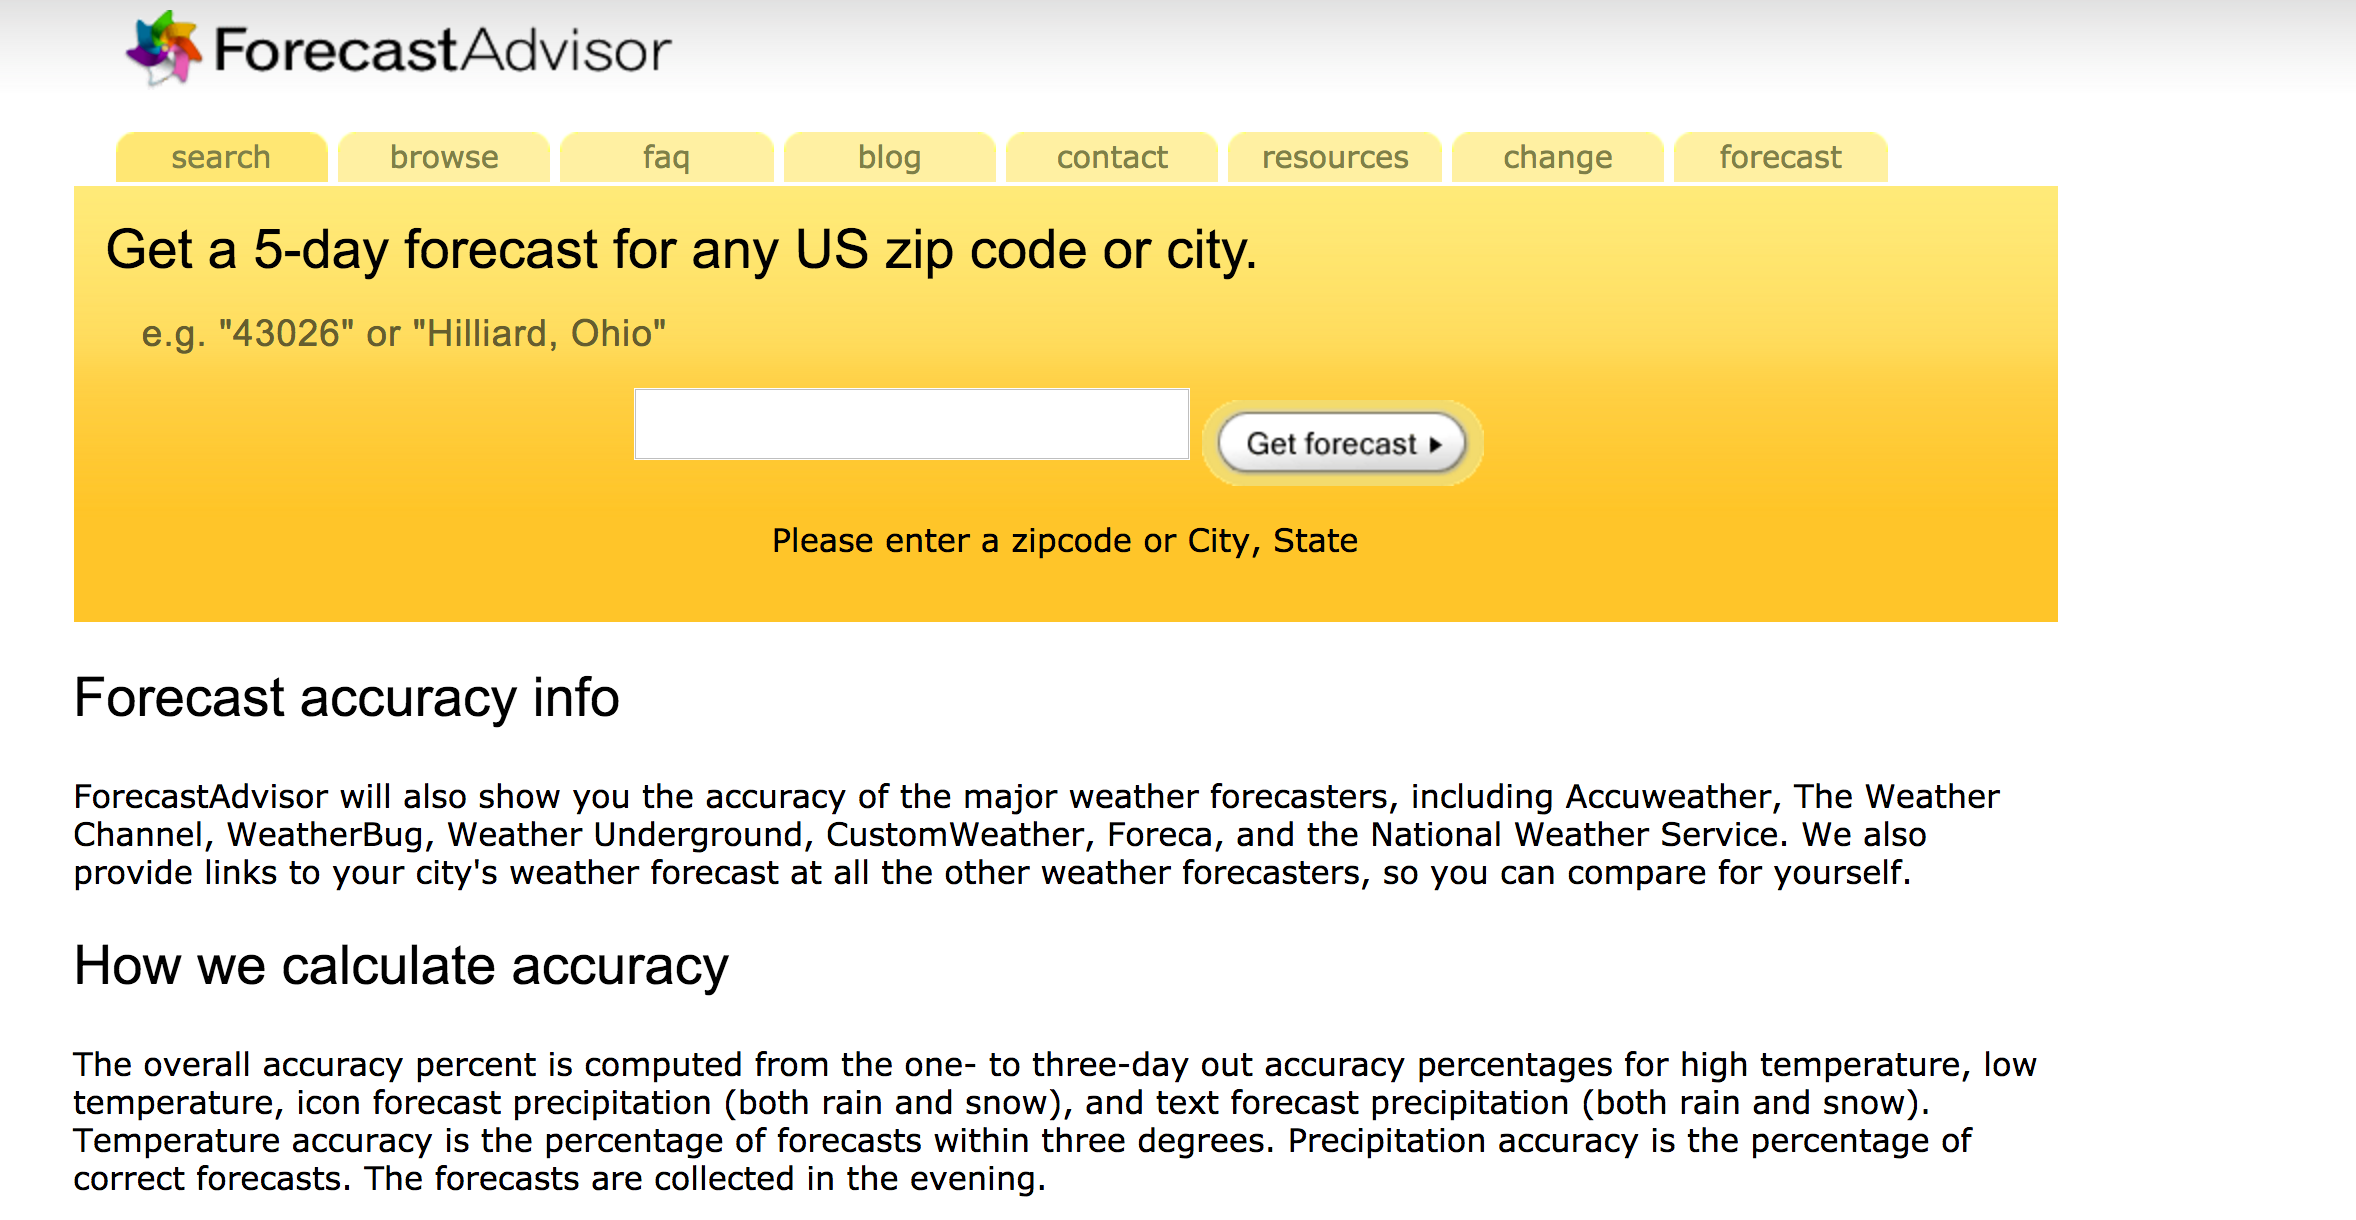 ForecastAdvisor
search browse faq blog contact resources change forecast
Get a 5-day forecast for any US zip code or city.
e.g. "43026" or "Hilliard, Ohio"
Get forecast
Please enter a zipcode or City, State
Forecast accuracy info
ForecastAdvisor will also show you the accuracy of the major weather forecasters, including Accuweather, The Weather
Channel, WeatherBug, Weather Underground, CustomWeather, Foreca, and the National Weather Service. We also
provide links to your city's weather forecast at all the other weather forecasters, so you can compare for yourself.
How we calculate accuracy
The overall accuracy percent is computed from the one- to three-day out accuracy percentages for high temperature, low
temperature, icon forecast precipitation (both rain and snow), and text forecast precipitation (both rain and snow).
Temperature accuracy is the percentage of forecasts within three degrees. Precipitation accuracy is the percentage of
correct forecasts. The forecasts are collected in the evening.